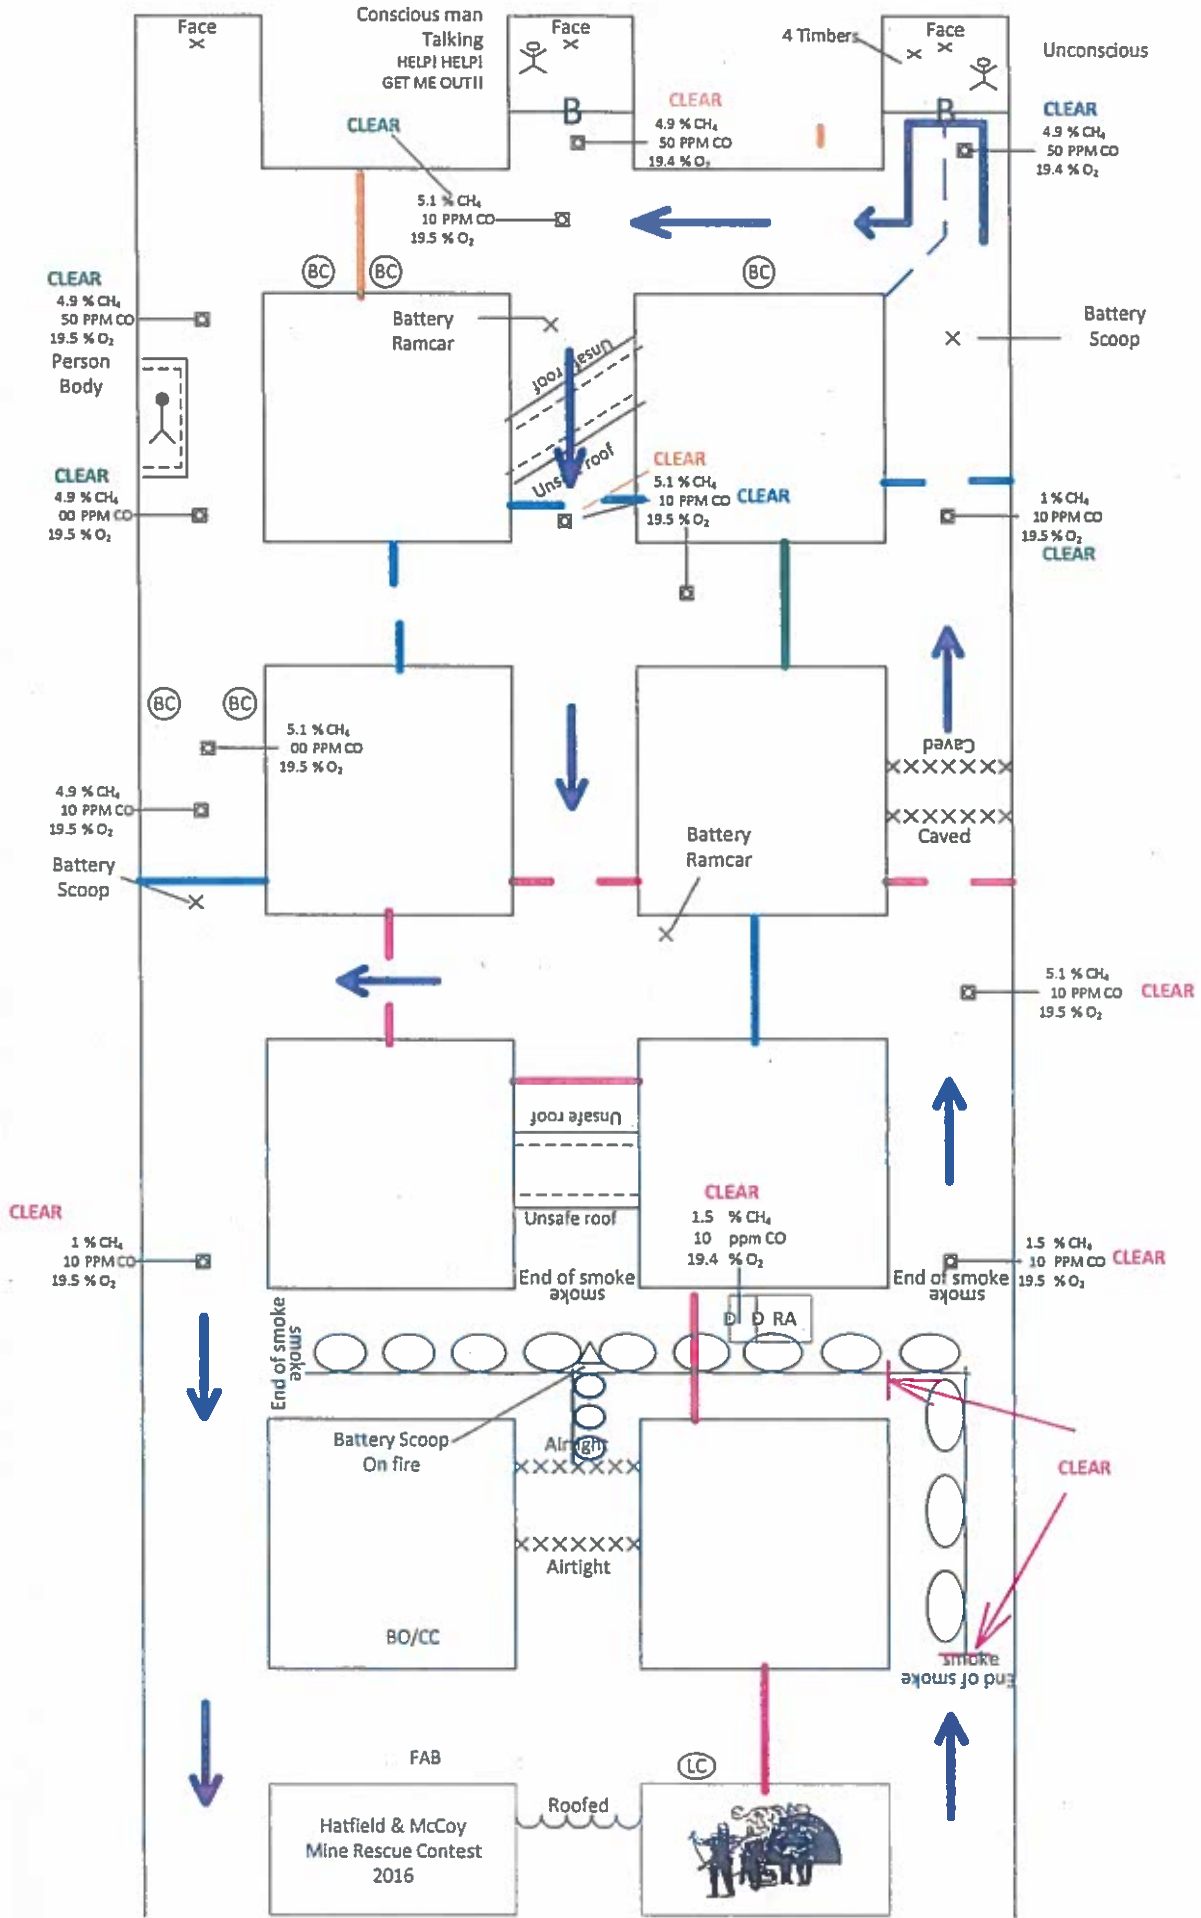 Face
Conscious man
Talking
HELP! HELP!
GET ME OUT!!
Face
4 Timbers
Face
Unconscious
B
B
CLEAR
4.9 % CH₄
50 PPM CO
19.4 % O₂
CLEAR
4.9 % CH₄
50 PPM CO
19.4 % O₂
CLEAR
5.1 % CH₄
10 PPM CO
19.5 % O₂
BC
BC
BC
CLEAR
4.9 % CH₄
50 PPM CO
19.5 % O₂
Person
Body
Battery
Ramcar
Unsafe roof
Unsafe roof
Battery
Scoop
CLEAR
4.9 % CH₄
00 PPM CO
19.5 % O₂
CLEAR
5.1 % CH₄
10 PPM CO
19.5 % O₂
CLEAR
1 % CH₄
10 PPM CO
19.5 % O₂
CLEAR
BC
BC
5.1 % CH₄
00 PPM CO
19.5 % O₂
Caved
Caved
4.9 % CH₄
10 PPM CO
19.5 % O₂
Battery
Scoop
Battery
Ramcar
5.1 % CH₄
10 PPM CO
19.5 % O₂
CLEAR
Unsafe roof
Unsafe roof
CLEAR
1 % CH₄
10 PPM CO
19.5 % O₂
CLEAR
1.5 % CH₄
10 ppm CO
19.4 % O₂
1.5 % CH₄
10 PPM CO
19.5 % O₂
CLEAR
End of smoke
smoke
End of smoke
smoke
End of smoke
smoke
D D RA
Battery Scoop
On fire
Airtight
Airtight
CLEAR
BO/CC
smoke
End of smoke
FAB
LC
Roofed
Hatfield & McCoy
Mine Rescue Contest
2016